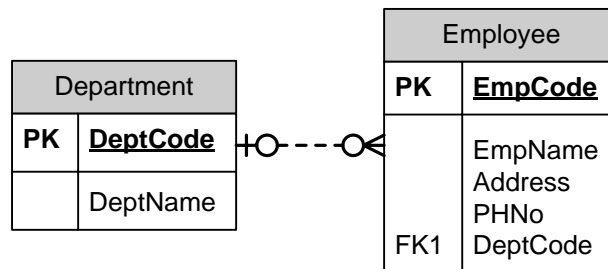 Department
PK DeptCode
DeptName
Employee
PK EmpCode
EmpName
Address
PHNo
FK1 DeptCode